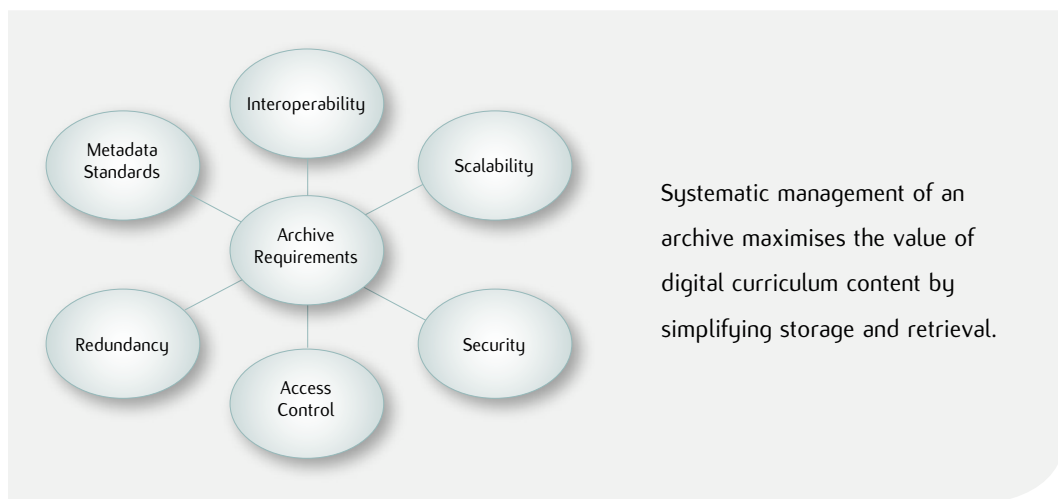 Interoperability
Metadata
Standards
Scalability
Archive
Requirements
Redundancy
Security
Access
Control
Systematic management of an
archive maximises the value of
digital curriculum content by
simplifying storage and retrieval.